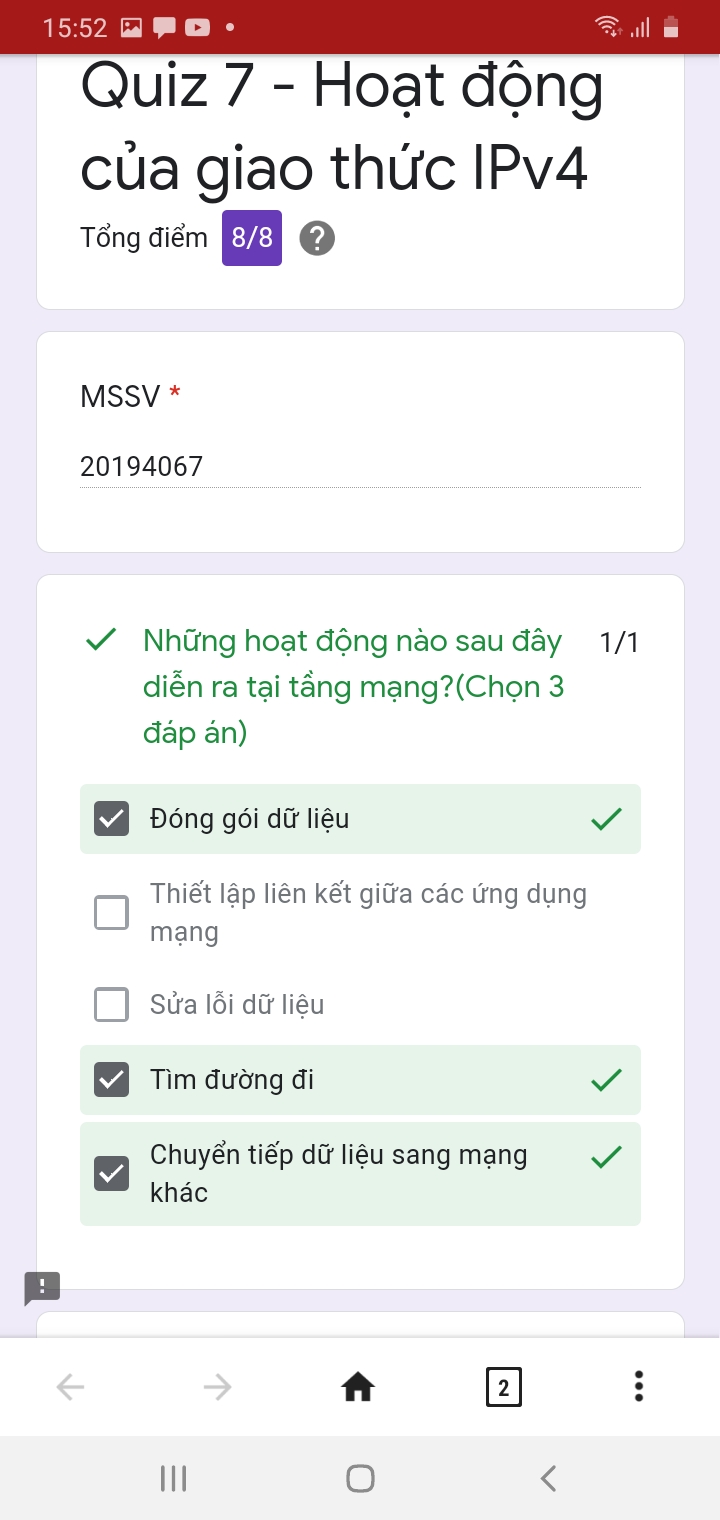 15:52
Quiz 7 - Hoạt động
của giao thức IPv4
Tổng điểm 8/8 ?
MSSV *
20194067
Những hoạt động nào sau đây 1/1
diễn ra tại tầng mạng?(Chọn 3
đáp án)
Đóng gói dữ liệu
Thiết lập liên kết giữa các ứng dụng
mạng
Sửa lỗi dữ liệu
Tìm đường đi
Chuyển tiếp dữ liệu sang mạng
khác
!
2